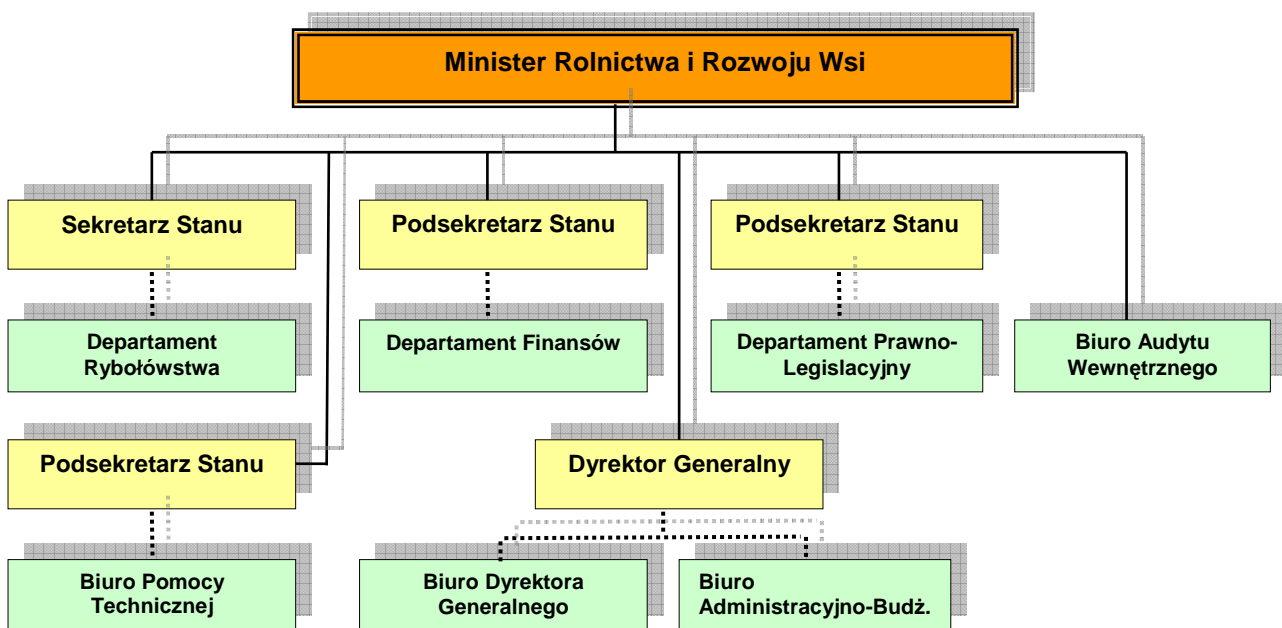 Minister Rolnictwa i Rozwoju Wsi
Sekretarz Stanu
Podsekretarz Stanu
Podsekretarz Stanu
Departament
Rybołówstwa
Departament Finansów
Departament Prawno-
Legislacyjny
Biuro Audytu
Wewnętrznego
Podsekretarz Stanu
Dyrektor Generalny
Biuro Pomocy
Technicznej
Biuro Dyrektora
Generalnego
Biuro
Administracyjno-Budż.